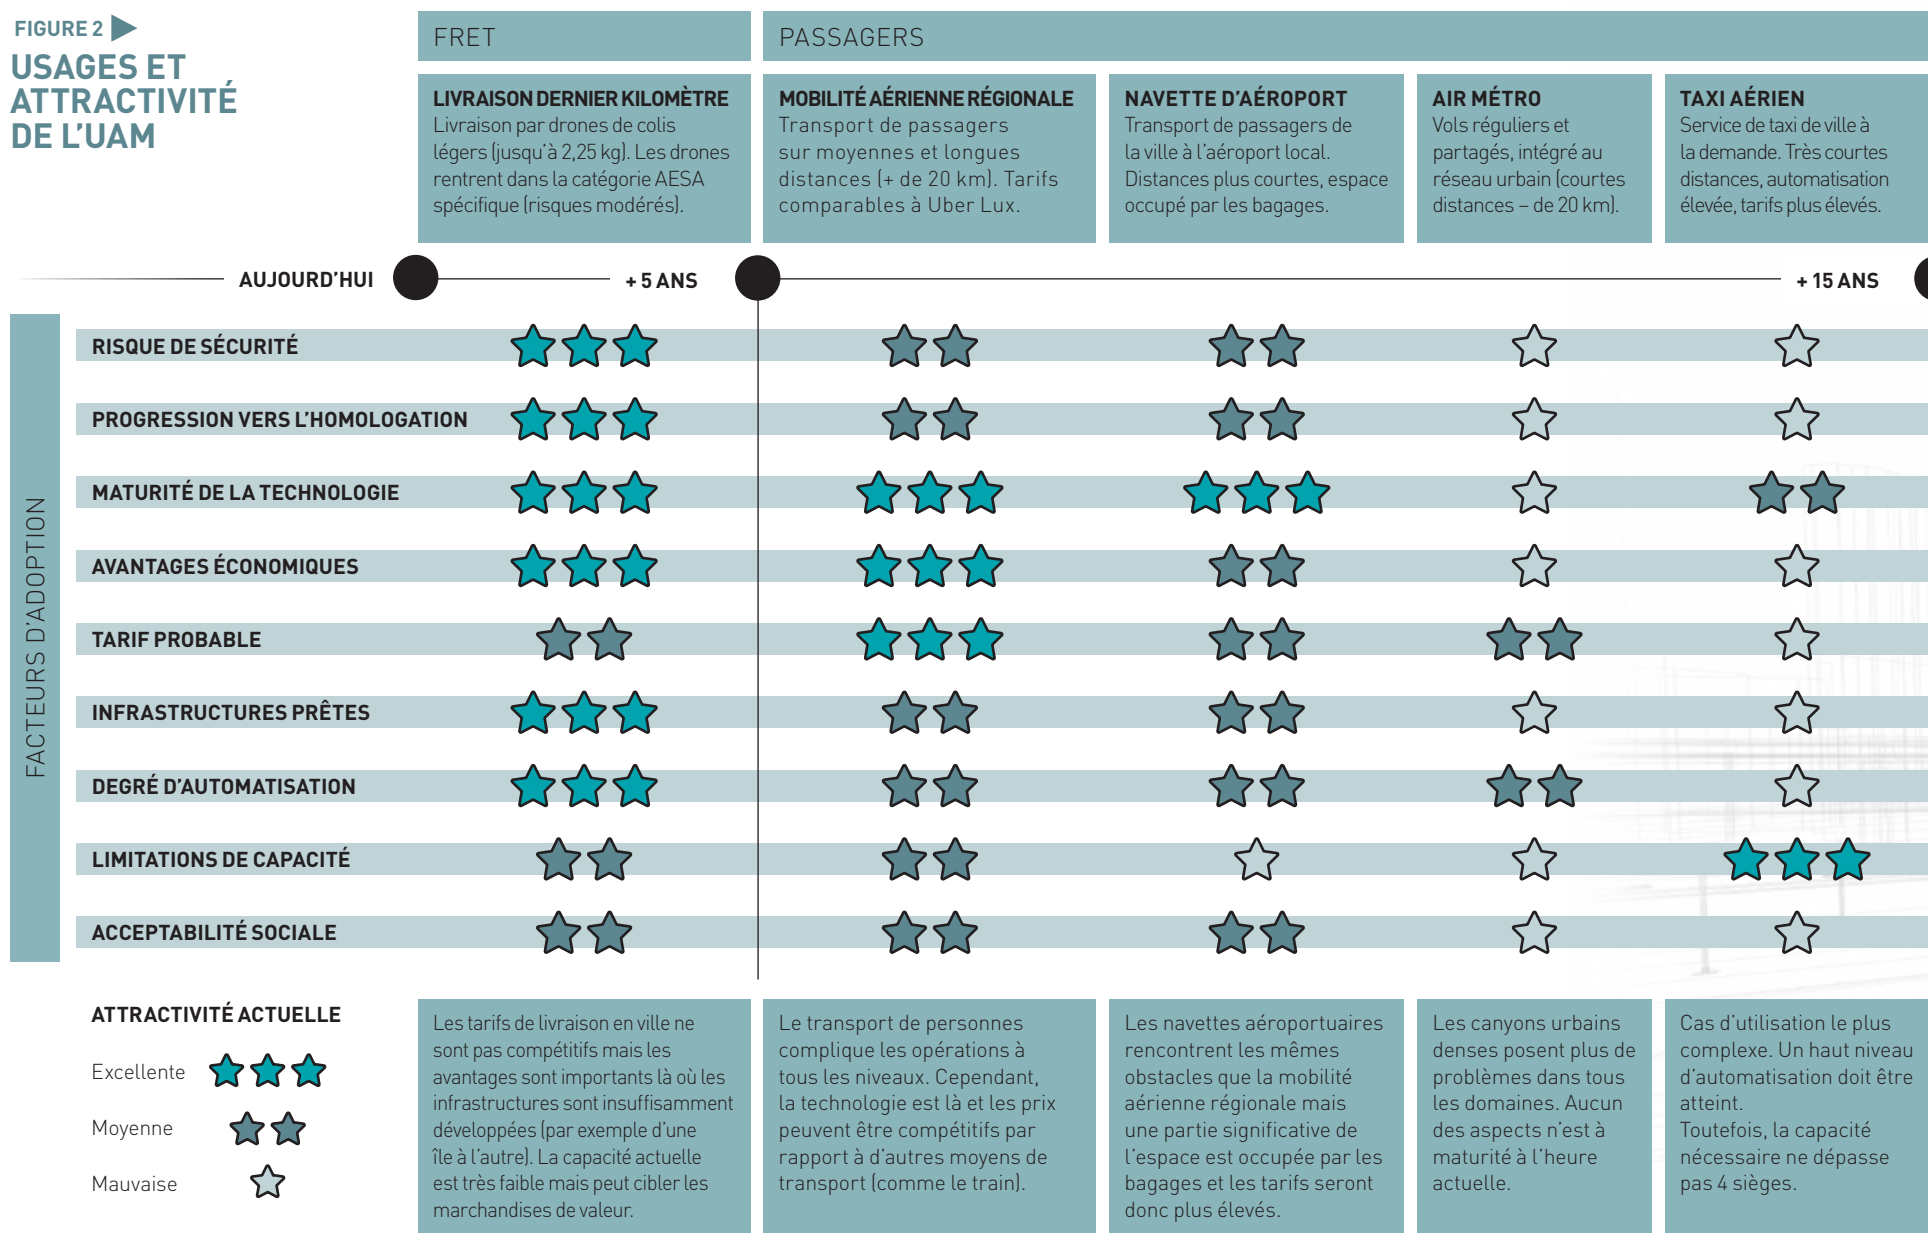 FIGURE 2
USAGES ET
ATTRACTIVITÉ
DE L'UAM
FRET
PASSAGERS
LIVRAISON DERNIER KILOMÈTRE
Livraison par drones de colis
légers (jusqu'à 2,25 kg). Les drones
rentrent dans la catégorie AESA
spécifique (risques modérés).
MOBILITÉ AÉRIENNE RÉGIONALE
Transport de passagers
sur moyennes et longues
distances (+ de 20 km). Tarifs
comparables à Uber Lux.
NAVETTE D'AÉROPORT
Transport de passagers de
la ville à l'aéroport local.
Distances plus courtes, espace
occupé par les bagages.
AIR MÉTRO
Vols réguliers et
partagés, intégré au
réseau urbain (courtes
distances – de 20 km).
TAXI AÉRIEN
Service de taxi de ville à
la demande. Très courtes
distances, automatisation
élevée, tarifs plus élevés.
AUJOURD'HUI
+ 5 ANS
+ 15 ANS
FACTEURS D'ADOPTION
RISQUE DE SÉCURITÉ
PROGRESSION VERS L'HOMOLOGATION
MATURITÉ DE LA TECHNOLOGIE
AVANTAGES ÉCONOMIQUES
TARIF PROBABLE
INFRASTRUCTURES PRÊTES
DEGRÉ D'AUTOMATISATION
LIMITATIONS DE CAPACITÉ
ACCEPTABILITÉ SOCIALE
ATTRACTIVITÉ ACTUELLE
Excellente
Moyenne
Mauvaise
Les tarifs de livraison en ville ne
sont pas compétitifs mais les
avantages sont importants là où les
infrastructures sont insuffisamment
développées (par exemple d'une
île à l'autre). La capacité actuelle
est très faible mais peut cibler les
marchandises de valeur.
Le transport de personnes
complique les opérations à
tous les niveaux. Cependant,
la technologie est là et les prix
peuvent être compétitifs par
rapport à d'autres moyens de
transport (comme le train).
Les navettes aéroportuaires
rencontrent les mêmes
obstacles que la mobilité
aérienne régionale mais
une partie significative de
l'espace est occupée par les
bagages et les tarifs seront
donc plus élevés.
Les canyons urbains
denses posent plus de
problèmes dans tous
les domaines. Aucun
des aspects n'est à
maturité à l'heure
actuelle.
Cas d'utilisation le plus
complexe. Un haut niveau
d'automatisation doit être
atteint.
Toutefois, la capacité
nécessaire ne dépasse
pas 4 sièges.